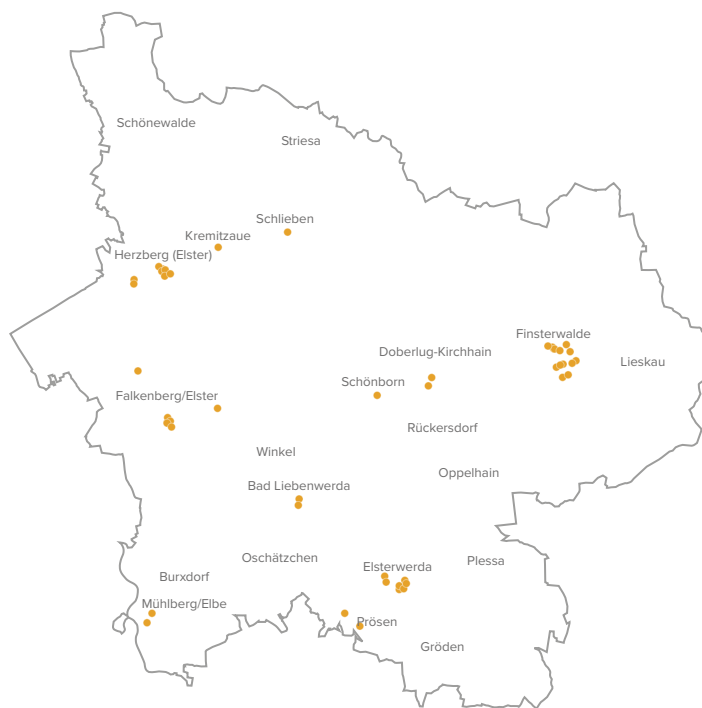 Schönewalde
Striesa
Schlieben
Kremitzaue
Herzberg (Elster)
Finsterwalde
Doberlug-Kirchhain
Lieskau
Schönborn
Falkenberg/Elster
Rückersdorf
Winkel
Oppelhain
Bad Liebenwerda
Oschätzchen
Plessa
Elsterwerda
Burxdorf
Mühlberg/Elbe
Prösen
Gröden